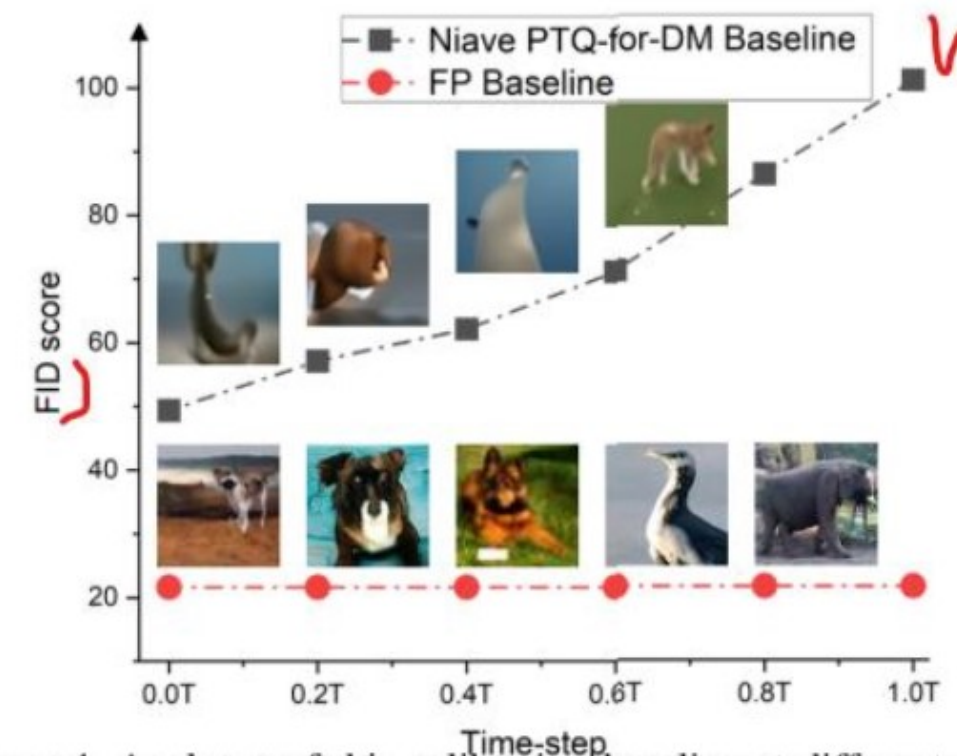 Niave PTQ-for-DM Baseline
FP Baseline
100
80
60
40
20
FID score
0.0T 0.2T 0.4T 0.6T 0.8T 1.0T
Time-step